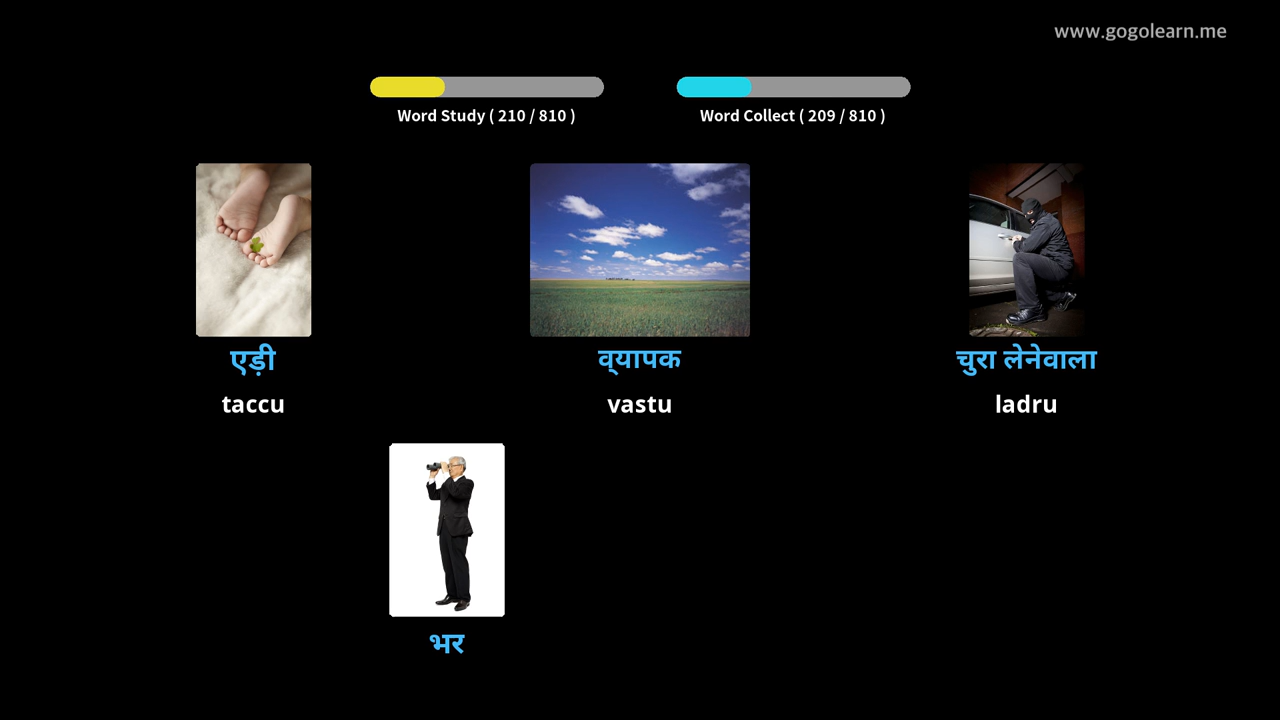 www.gogolearn.me
Word Study ( 210 / 810 )
Word Collect ( 209 / 810 )
एड़ी
व्यापक
चुरा लेनेवाला
taccu
vastu
ladru
भर